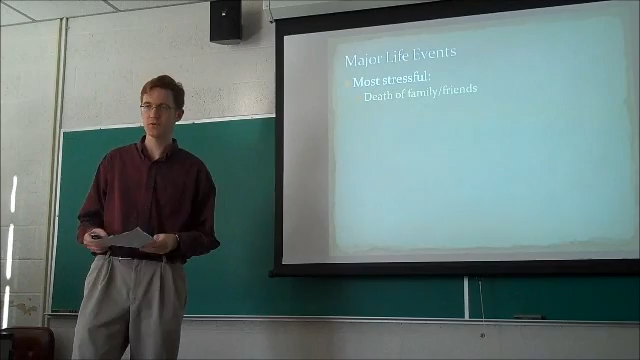 Major Life Events
Most stressful:
Death of family/friends